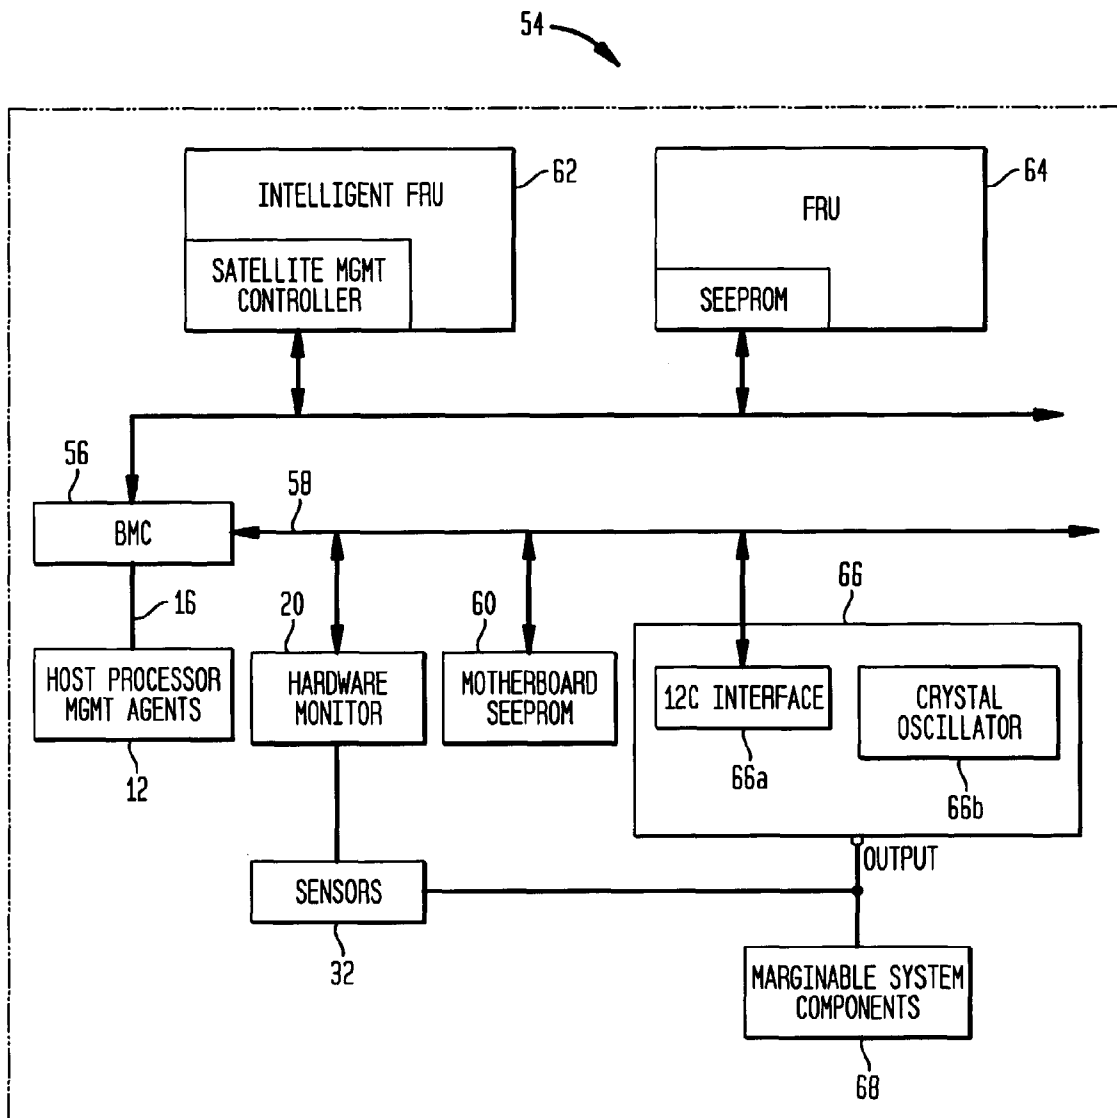 54
INTELLIGENT FRU
62
SATELLITE MGMT
CONTROLLER
FRU
64
SEEPROM
56
BMC
58
16
HOST PROCESSOR
MGMT AGENTS
12
20
HARDWARE
MONITOR
60
MOTHERBOARD
SEEPROM
66
12C INTERFACE
66a
CRYSTAL
OSCILLATOR
66b
OUTPUT
SENSORS
32
MARGINABLE SYSTEM
COMPONENTS
68